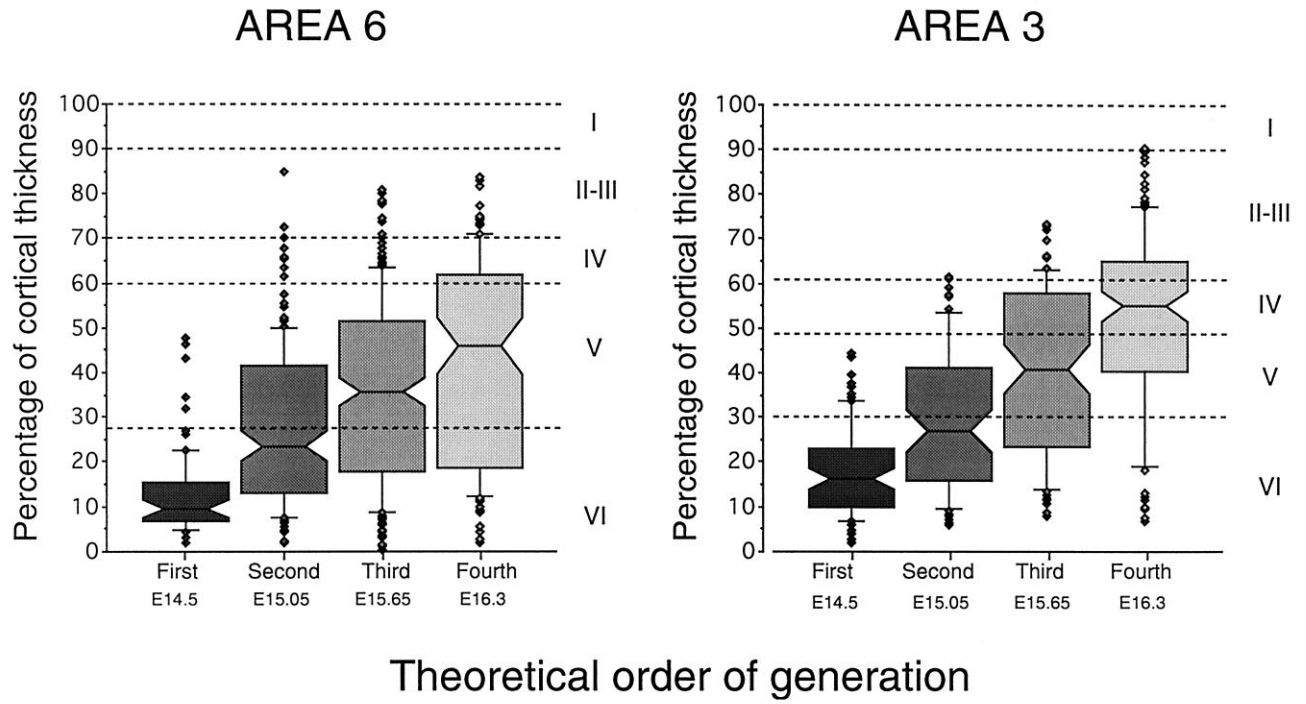 AREA 6
Percentage of cortical thickness
100
90
80
70
60
50
40
30
20
10
0
I
II-III
IV
V
VI
First Second Third Fourth
E14.5 E15.05 E15.65 E16.3
AREA 3
Percentage of cortical thickness
100
90
80
70
60
50
40
30
20
10
0
I
II-III
IV
V
VI
First Second Third Fourth
E14.5 E15.05 E15.65 E16.3
Theoretical order of generation